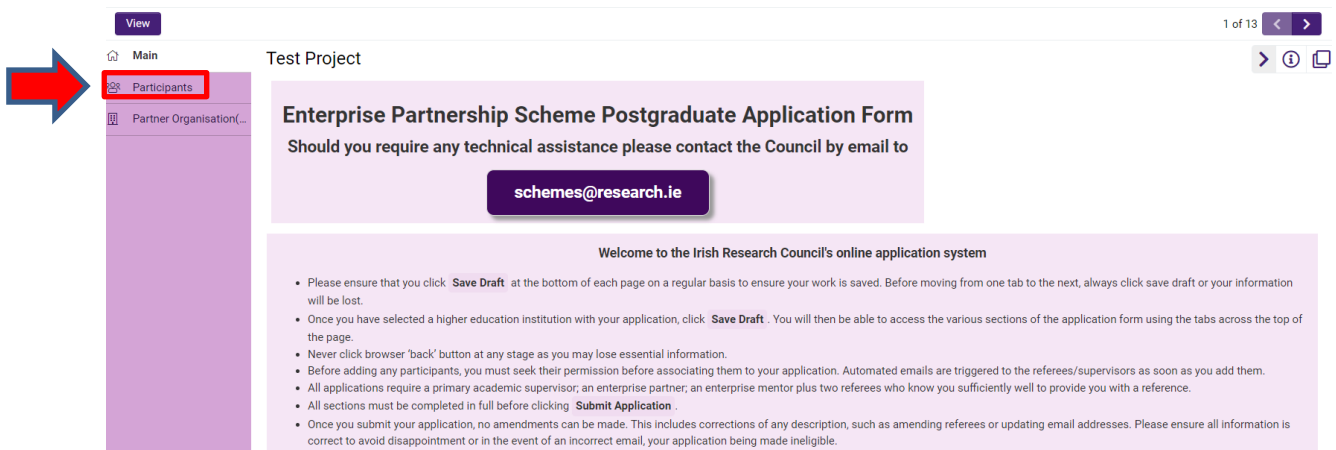 View
1 of 13
Main
Participants
Partner Organisation(...
Test Project
Enterprise Partnership Scheme Postgraduate Application Form
Should you require any technical assistance please contact the Council by email to
schemes@research.ie
Welcome to the Irish Research Council's online application system
• Please ensure that you click Save Draft at the bottom of each page on a regular basis to ensure your work is saved. Before moving from one tab to the next, always click save draft or your information
will be lost.
• Once you have selected a higher education institution with your application, click Save Draft . You will then be able to access the various sections of the application form using the tabs across the top of
the page.
• Never click browser 'back' button at any stage as you may lose essential information.
• Before adding any participants, you must seek their permission before associating them to your application. Automated emails are triggered to the referees/supervisors as soon as you add them.
• All applications require a primary academic supervisor; an enterprise partner; an enterprise mentor plus two referees who know you sufficiently well to provide you with a reference.
• All sections must be completed in full before clicking Submit Application .
• Once you submit your application, no amendments can be made. This includes corrections of any description, such as amending referees or updating email addresses. Please ensure all information is
correct to avoid disappointment or in the event of an incorrect email, your application being made ineligible.